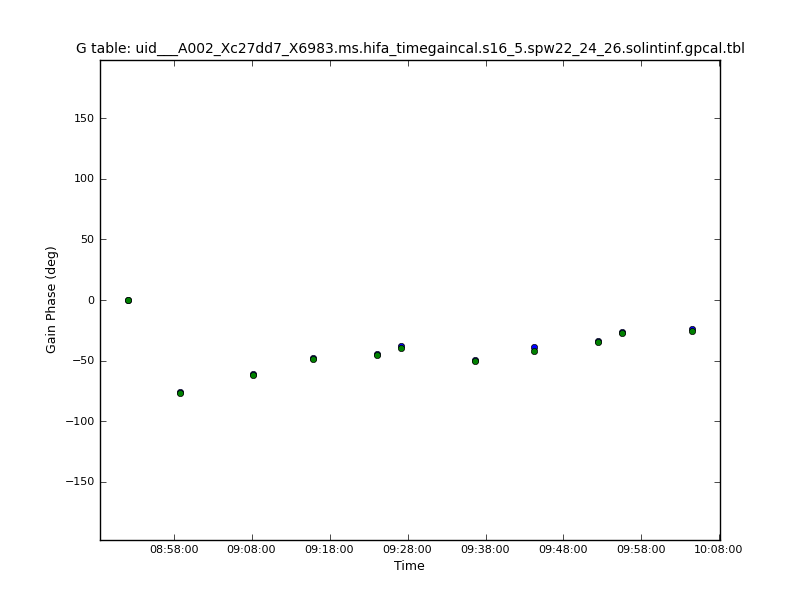 G table: uid___A002_Xc27dd7_X6983.ms.hifa_timegaincal.s16_5.spw22_24_26.solintinf.gpcal.tbl
150
100
50
0
−50
−100
−150
Gain Phase (deg)
08:58:00 09:08:00 09:18:00 09:28:00 09:38:00 09:48:00 09:58:00 10:08:00
Time